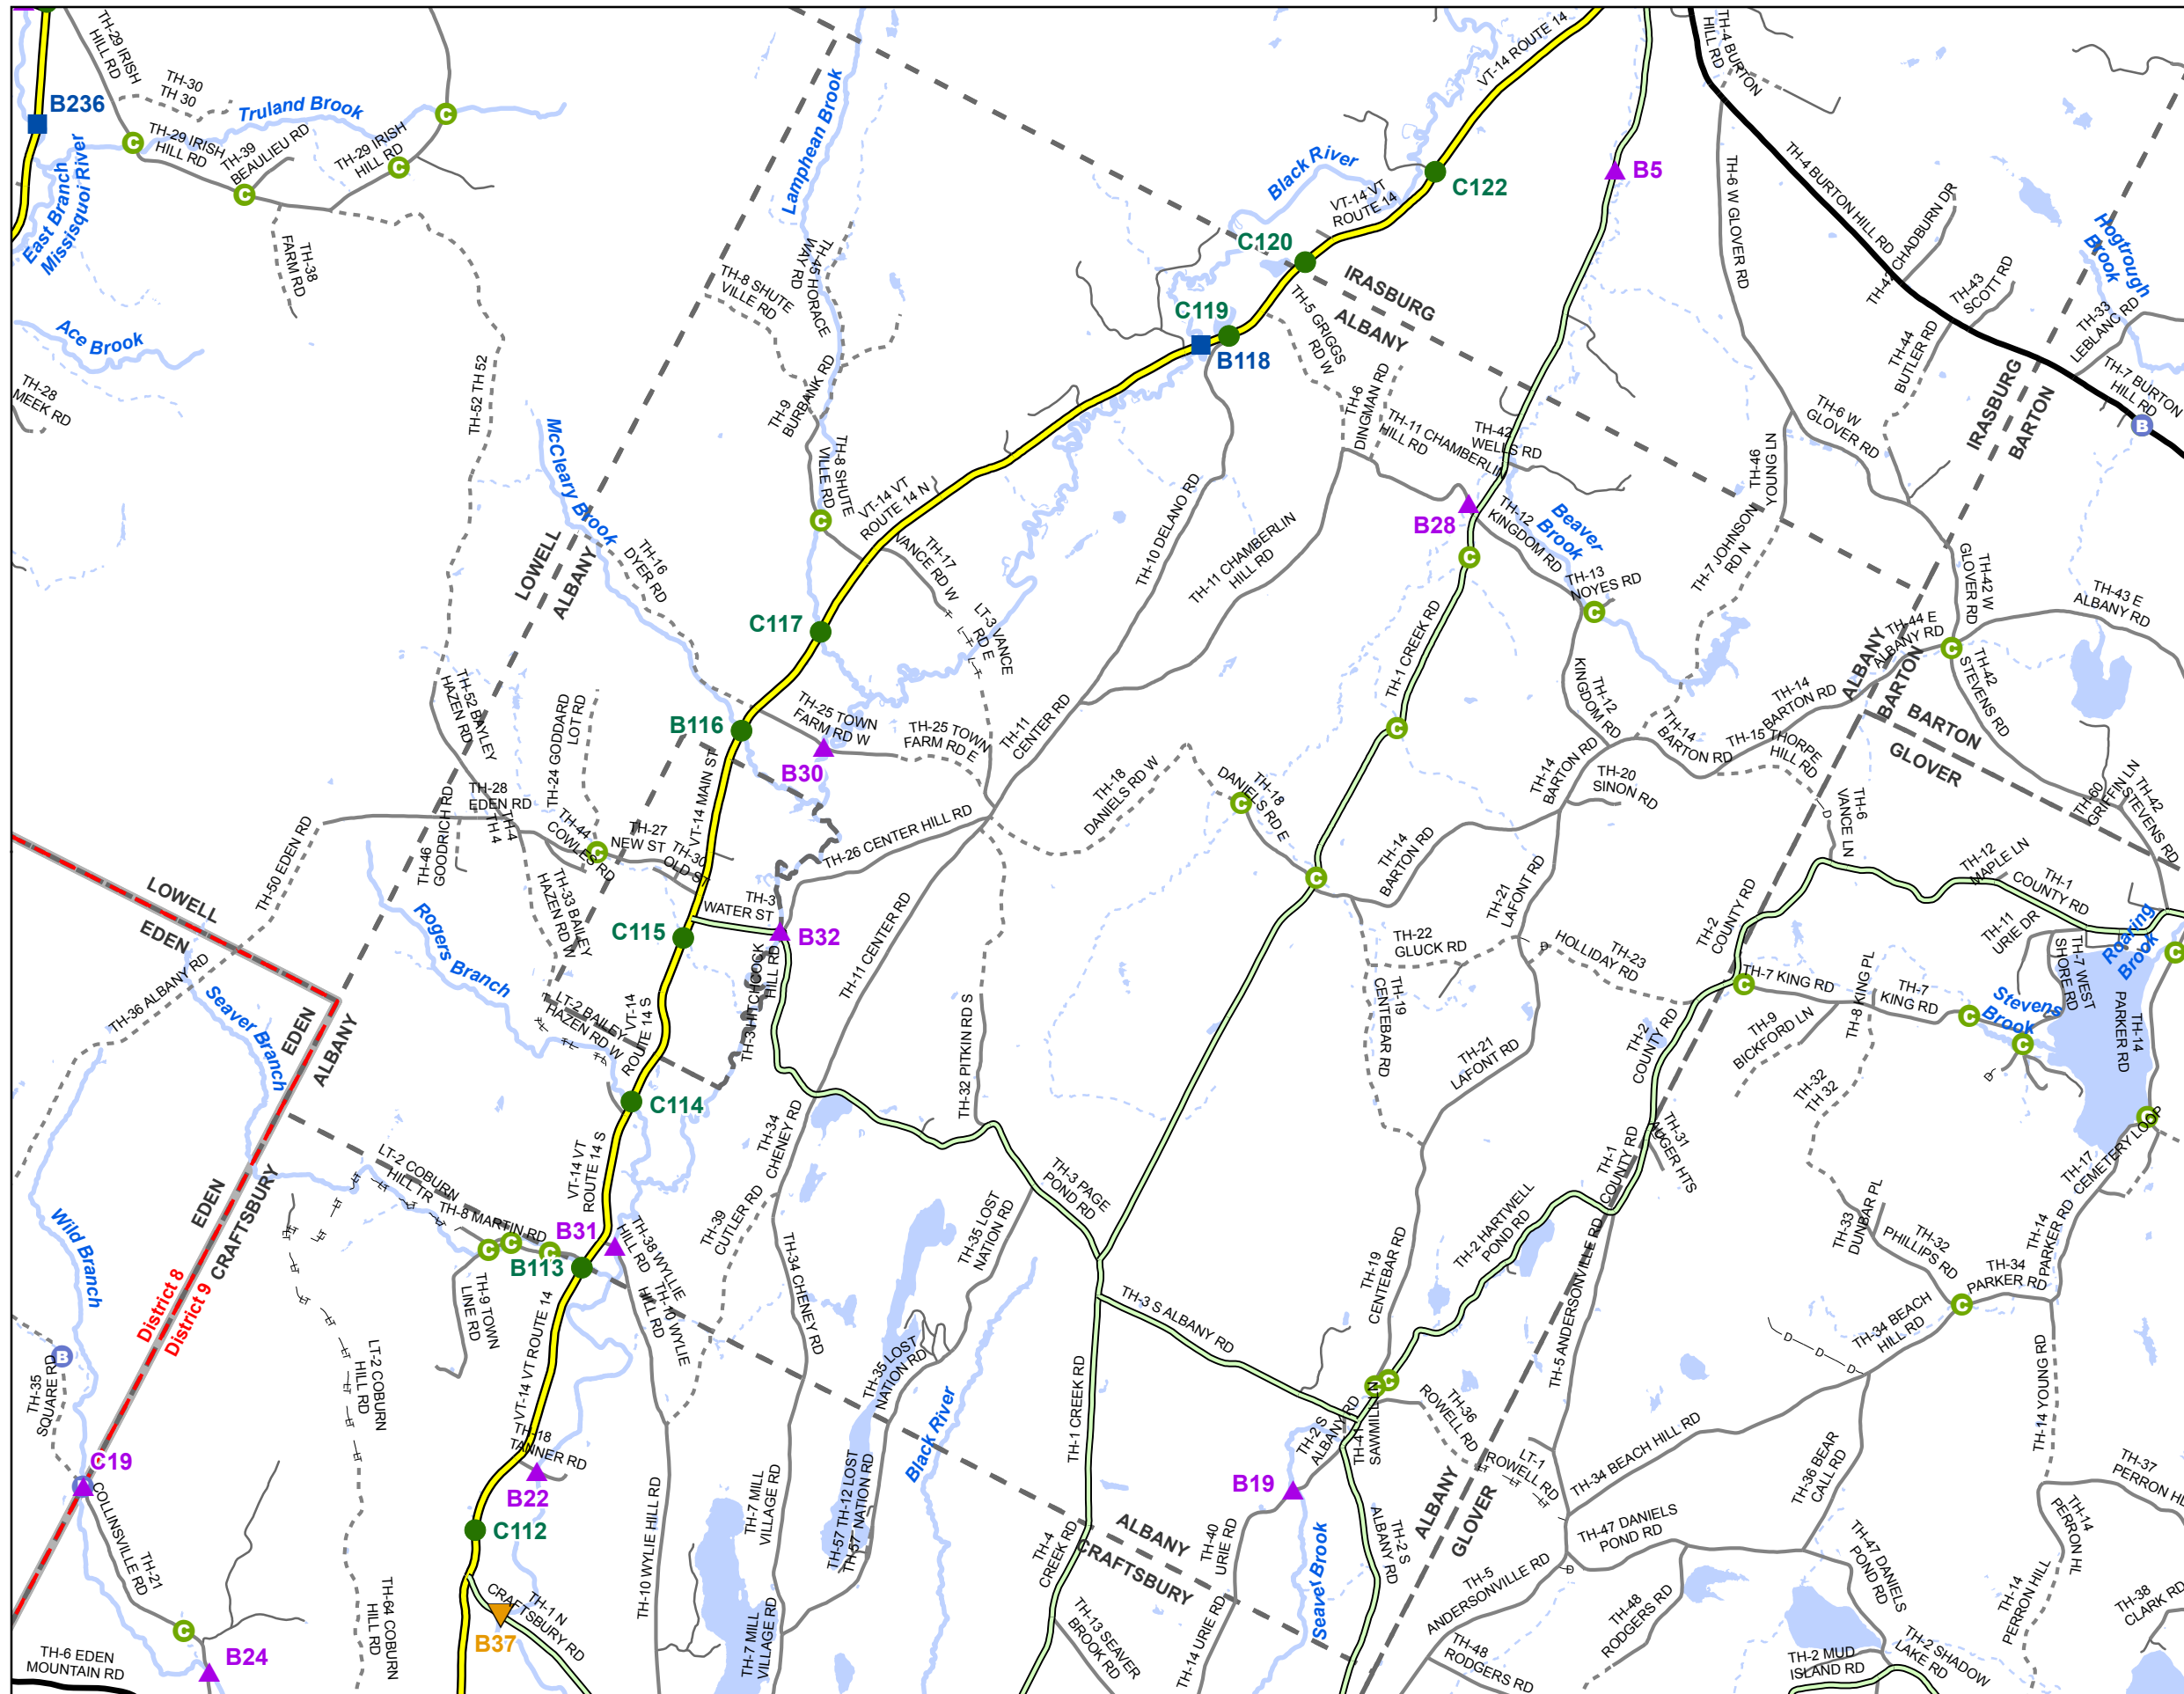 TH-29 IRISH
HILL RD
TH-30
TH 30
Truland Brook
B236
TH-29 IRISH
HILL RD
TH-39
BEAULIEU RD
TH-29 IRISH
HILL RD
East Branch
Missisquoi River
TH-38
FARM RD
Ace Brook
TH-28
MEEK RD
TH-52 TH 52
Lamphean Brook
TH-45 HORACE
WAY RD
TH-8 SHUTE
VILLE RD
TH-9
BURBANK RD
TH-8 SHUTE
VILLE RD
McCleary Brook
LOWELL
ALBANY
TH-16
DYER RD
VT-14 ROUTE 14
Black River
VT-14 VT
ROUTE 14
C122
C120
C119
B118
IRASBURG
ALBANY
TH-5 GRIGGS
RD W
TH-6
DINGMAN RD
TH-11 CHAMBERLIN
HILL RD
TH-42
WELLS RD
B5
B28
TH-12
KINGDOM RD
Beaver
Brook
TH-13
NOYES RD
TH-4 BURTON
HILL RD
TH-4 BURTON HILL RD
TH-6 W GLOVER RD
TH-42 CHADBURN DR
TH-43
SCOTT RD
TH-44
BUTLER RD
Hogtrough
Brook
TH-33
LEBLANC RD
TH-7 BURTON
HILL RD
B
IRASBURG
BARTON
TH-6 W
GLOVER RD
TH-46
YOUNG LN
TH-7 JOHNSON
RD N
TH-42 W
GLOVER RD
TH-43 E
ALBANY RD
TH-44 E
ALBANY RD
TH-42
STEVENS RD
ALBANY
BARTON
BARTON
GLOVER
VT-14 VT
ROUTE 14 N
TH-17
VANCE RD W
LT-3 VANCE
RD E
TH-10 DELANO RD
TH-11 CHAMBERLIN
HILL RD
C117
B116
TH-25 TOWN
FARM RD W
TH-25 TOWN
FARM RD E
B30
TH-11
CENTER RD
TH-1 CREEK RD
TH-12
KINGDOM RD
TH-14
BARTON RD
TH-14
BARTON RD
TH-14
BARTON RD
TH-15 THORPE
HILL RD
TH-20
SINON RD
TH-6
VANCE LN
TH-60
GRIFFIN LN
TH-42
STEVENS RD
TH-52 BAYLEY
HAZEN RD
TH-24 GODDARD
LOT RD
TH-28
EDEN RD
TH-4
TH 4
TH-46
GOODRICH RD
TH-44
COWLES RD
TH-27
NEW ST
TH-30
OLD ST
VT-14 MAIN ST
TH-26 CENTER HILL RD
TH-18
DANIELS RD W
TH-18
DANIELS RD E
TH-14
BARTON RD
TH-50 EDEN RD
LOWELL
EDEN
TH-33 BAILEY
HAZEN RD W
TH-3
WATER ST
C115
B32
TH-3 HITCHCOCK
HILL RD
TH-11 CENTER RD
TH-21
LAFONT RD
TH-22
GLUCK RD
TH-23
HOLLIDAY RD
TH-2
COUNTY RD
TH-12
MAPLE LN
TH-1
COUNTY RD
TH-11
URIE DR
TH-7 WEST
SHORE RD
Roaring
Brook
TH-36 ALBANY RD
Seaver Branch
Rogers Branch
EDEN
ALBANY
LT-2 BAILEY
HAZEN RD W
VT-14
ROUTE 14 S
C114
TH-32 PITKIN RD S
TH-19
CENTEBAR RD
TH-21
LAFONT RD
TH-2
COUNTY RD
TH-7 KING RD
TH-8 KING PL
TH-7
KING RD
TH-9
BICKFORD LN
Stevens
Brook
TH-14
PARKER RD
TH-32
TH 32
TH-31
AUGER HTS
TH-1
COUNTY RD
TH-17
CEMETERY LOOP
LT-2 COBURN
HILL TR
TH-8 MARTIN RD
VT-14 VT
ROUTE 14 S
B31
B113
TH-9 TOWN
LINE RD
TH-38 WYLLIE
HILL RD
TH-10 WYLIE
HILL RD
TH-34
CHENEY RD
TH-39
CUTLER RD
TH-34 CHENEY RD
TH-35 LOST
NATION RD
TH-3 PAGE
POND RD
TH-3 S ALBANY RD
TH-19
CENTEBAR RD
TH-2 HARTWELL
POND RD
TH-5 ANDERSONVILLE RD
TH-33
DUNBAR PL
TH-32
PHILLIPS RD
TH-34
PARKER RD
TH-14
PARKER RD
TH-34 BEACH
HILL RD
EDEN
CRAFTSBURY
District 8
District 9
Wild Branch
B
TH-35
SQUARE RD
C19
LT-2 COBURN
HILL RD
VT-14 VT ROUTE 14
TH-18
TANNER RD
B22
C112
TH-35 LOST
NATION RD
Black River
TH-57 TH-12 LOST
TH-57 NATION RD
TH-7 MILL
VILLAGE RD
TH-1 CREEK RD
TH-2 S
ALBANY RD
TH-41
SAWMILL LN
TH-36
ROWELL RD
LT-1
ROWELL RD
TH-34 BEACH HILL RD
TH-36 BEAR
CALL RD
TH-14 YOUNG RD
TH-37
PERRON HI
B19
ALBANY
GLOVER
TH-47 DANIELS
POND RD
TH-14
PERRON HL
COLLINSVILLE RD
TH-21
TH-64 COBURN
HILL RD
TH-1 N
CRAFTSBURY RD
B37
TH-10 WYLIE HILL RD
TH-7 MILL
VILLAGE RD
TH-4
CREEK RD
ALBANY
CRAFTSBURY
TH-40
URIE RD
Seaver Brook
TH-2 S
ALBANY RD
TH-5
ANDERSONVILLE RD
TH-48
RODGERS RD
TH-47 DANIELS
POND RD
TH-14
PERRON HILL
TH-38
CLARK RD
TH-6 EDEN
MOUNTAIN RD
B24
TH-13 SEAVER
BROOK RD
TH-14 URIE RD
TH-48
RODGERS RD
TH-2 MUD
ISLAND RD
TH-2 SHADOW
LAKE RD